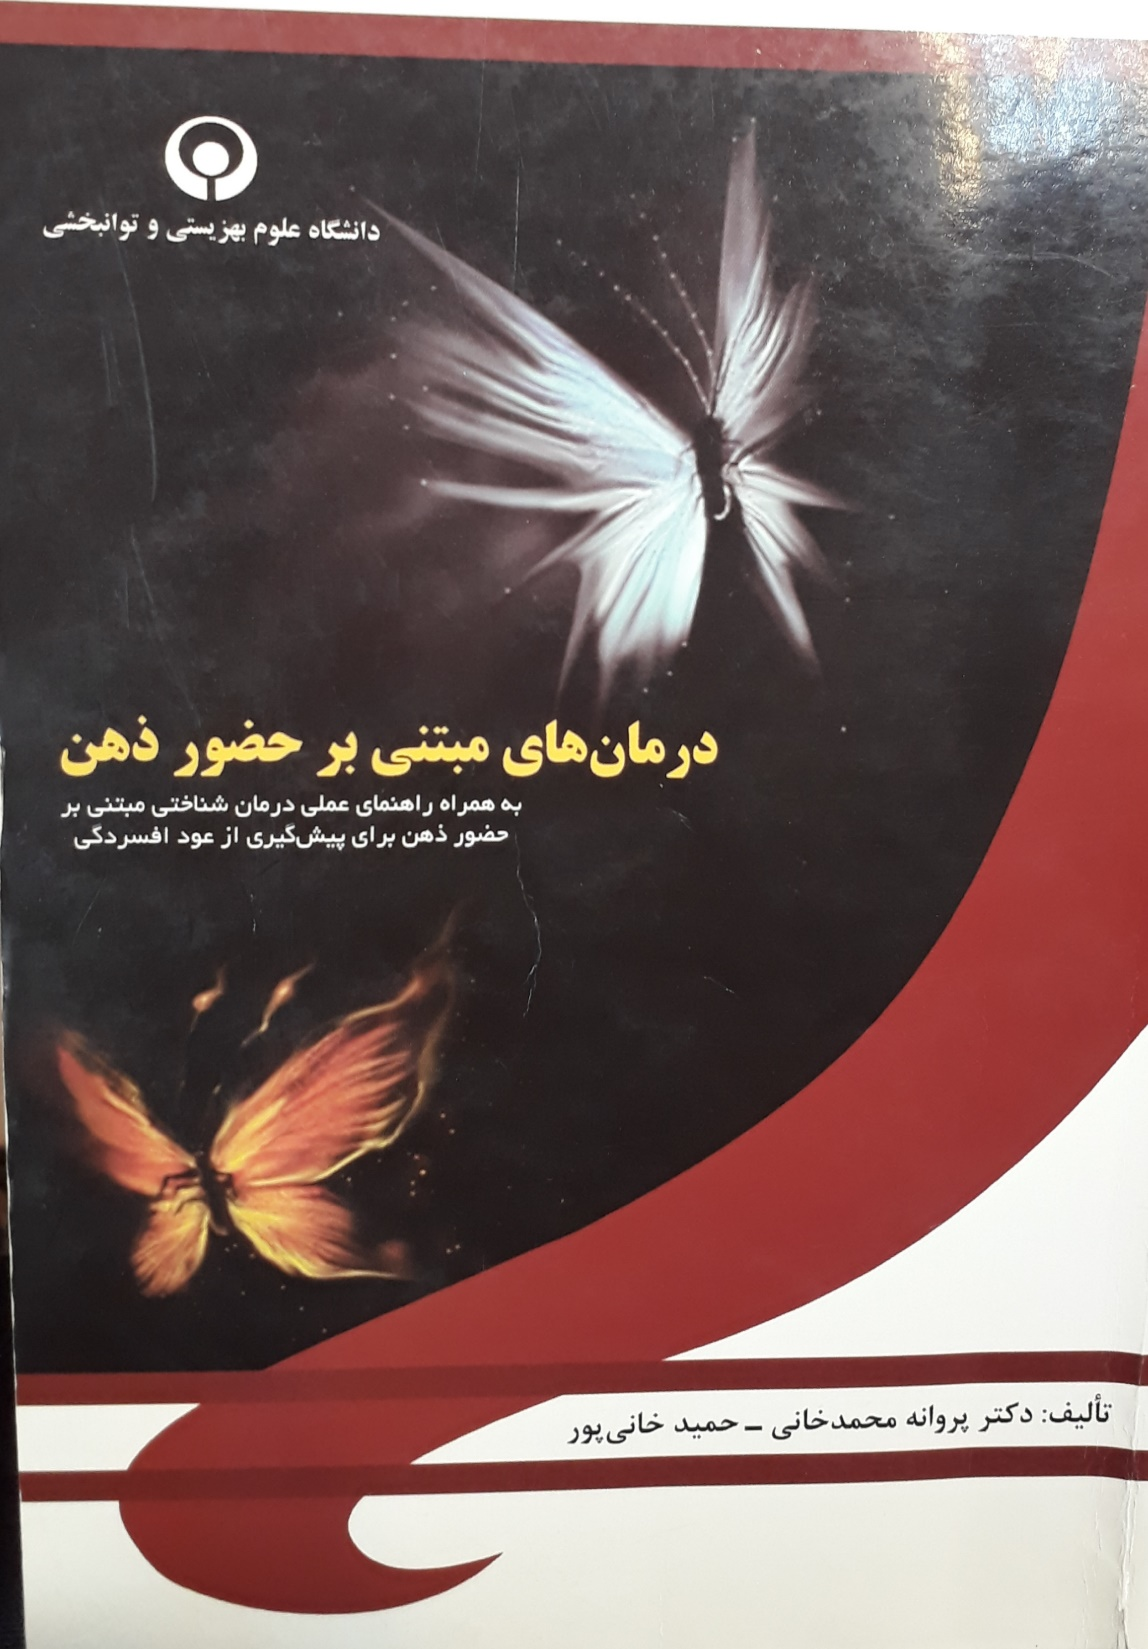 دانشگاه علوم بهزیستی و توانبخشی
درمان‌های مبتنی بر حضور ذهن
به همراه راهنمای عملی درمان شناختی مبتنی بر
حضور ذهن برای پیش‌گیری از عود افسردگی
تألیف: دکتر پروانه محمدخانی ـ حمید خانی‌پور